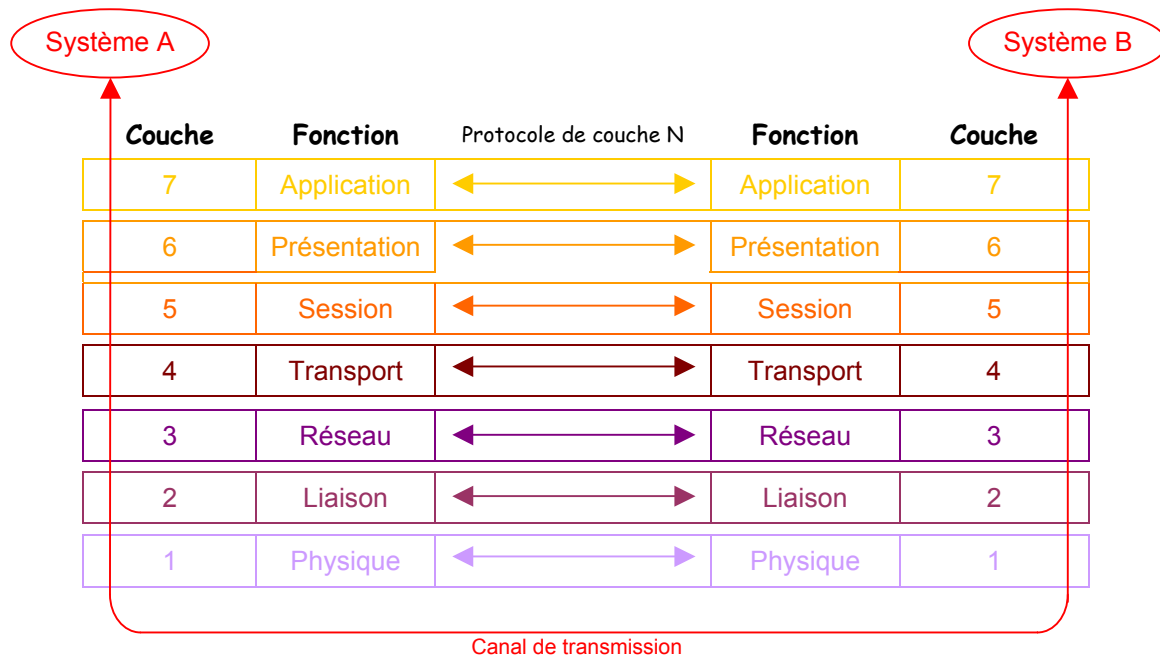 Système A Système B
Couche Fonction Protocole de couche N Fonction Couche
7 Application Application 7
6 Présentation Présentation 6
5 Session Session 5
4 Transport Transport 4
3 Réseau Réseau 3
2 Liaison Liaison 2
1 Physique Physique 1
Canal de transmission